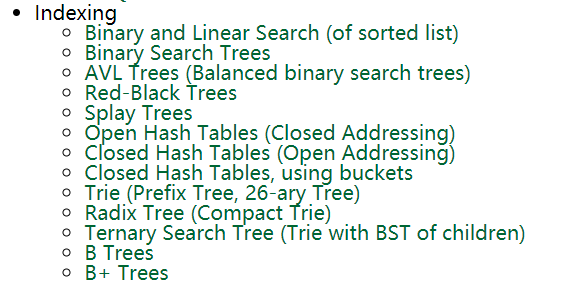 Indexing
Binary and Linear Search (of sorted list)
Binary Search Trees
AVL Trees (Balanced binary search trees)
Red-Black Trees
Splay Trees
Open Hash Tables (Closed Addressing)
Closed Hash Tables (Open Addressing)
Closed Hash Tables, using buckets
Trie (Prefix Tree, 26-ary Tree)
Radix Tree (Compact Trie)
Ternary Search Tree (Trie with BST of children)
B Trees
B+ Trees